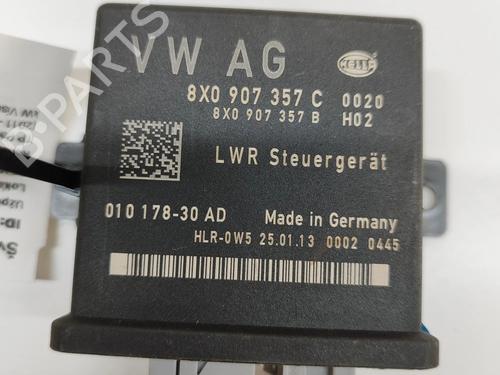 VW AG
HELLA
8X0 907 357 C 0020
8X0 907 357 B H02
LWR Steuergerät
010 178-30 AD Made in Germany
HLR-0W5 25.01.13 0002 0445
B-PARTS